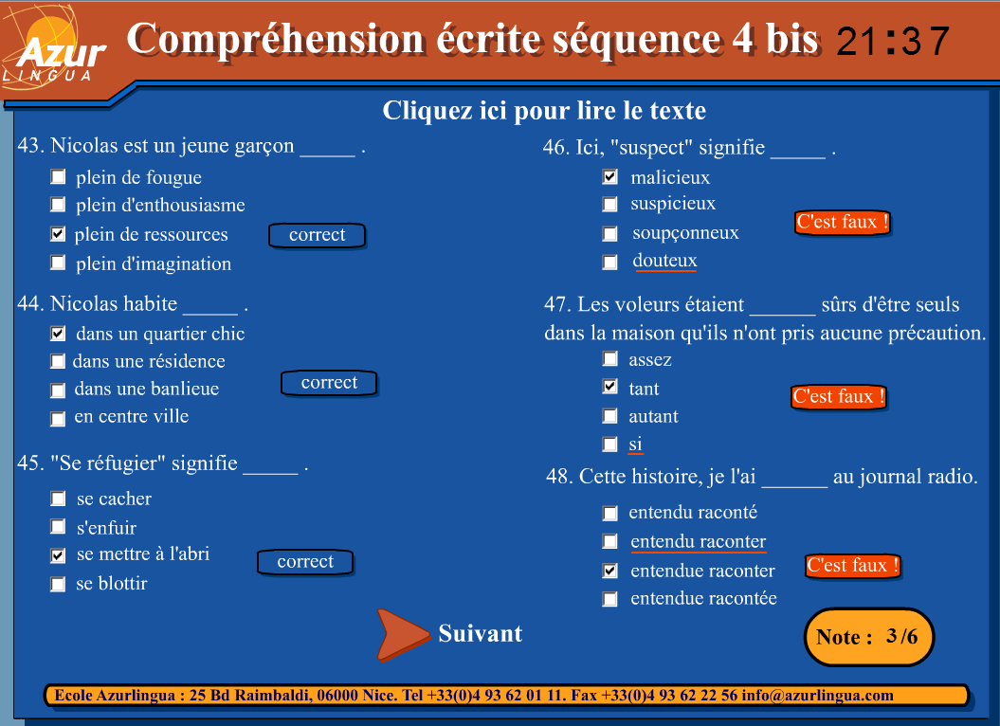 Azur
LINGUA
Compréhension écrite séquence 4 bis 21:37
Cliquez ici pour lire le texte
43. Nicolas est un jeune garçon _____ .
plein de fougue
plein d'enthousiasme
plein de ressources correct
plein d'imagination
44. Nicolas habite _____ .
dans un quartier chic
dans une résidence
dans une banlieue correct
en centre ville
45. "Se réfugier" signifie _____ .
se cacher
s'enfuir
se mettre à l'abri correct
se blottir
46. Ici, "suspect" signifie _____ .
malicieux
suspicieux
C'est faux !
soupçonneux
douteux
47. Les voleurs étaient ______ sûrs d'être seuls
dans la maison qu'ils n'ont pris aucune précaution.
assez
tant C'est faux !
autant
si
48. Cette histoire, je l'ai ______ au journal radio.
entendu raconté
entendu raconter
entendue raconter C'est faux !
entendue racontée
Suivant
Note : 3/6
Ecole Azurlingua : 25 Bd Raimbaldi, 06000 Nice. Tel +33(0)4 93 62 01 11. Fax +33(0)4 93 62 22 56 info@azurlingua.com